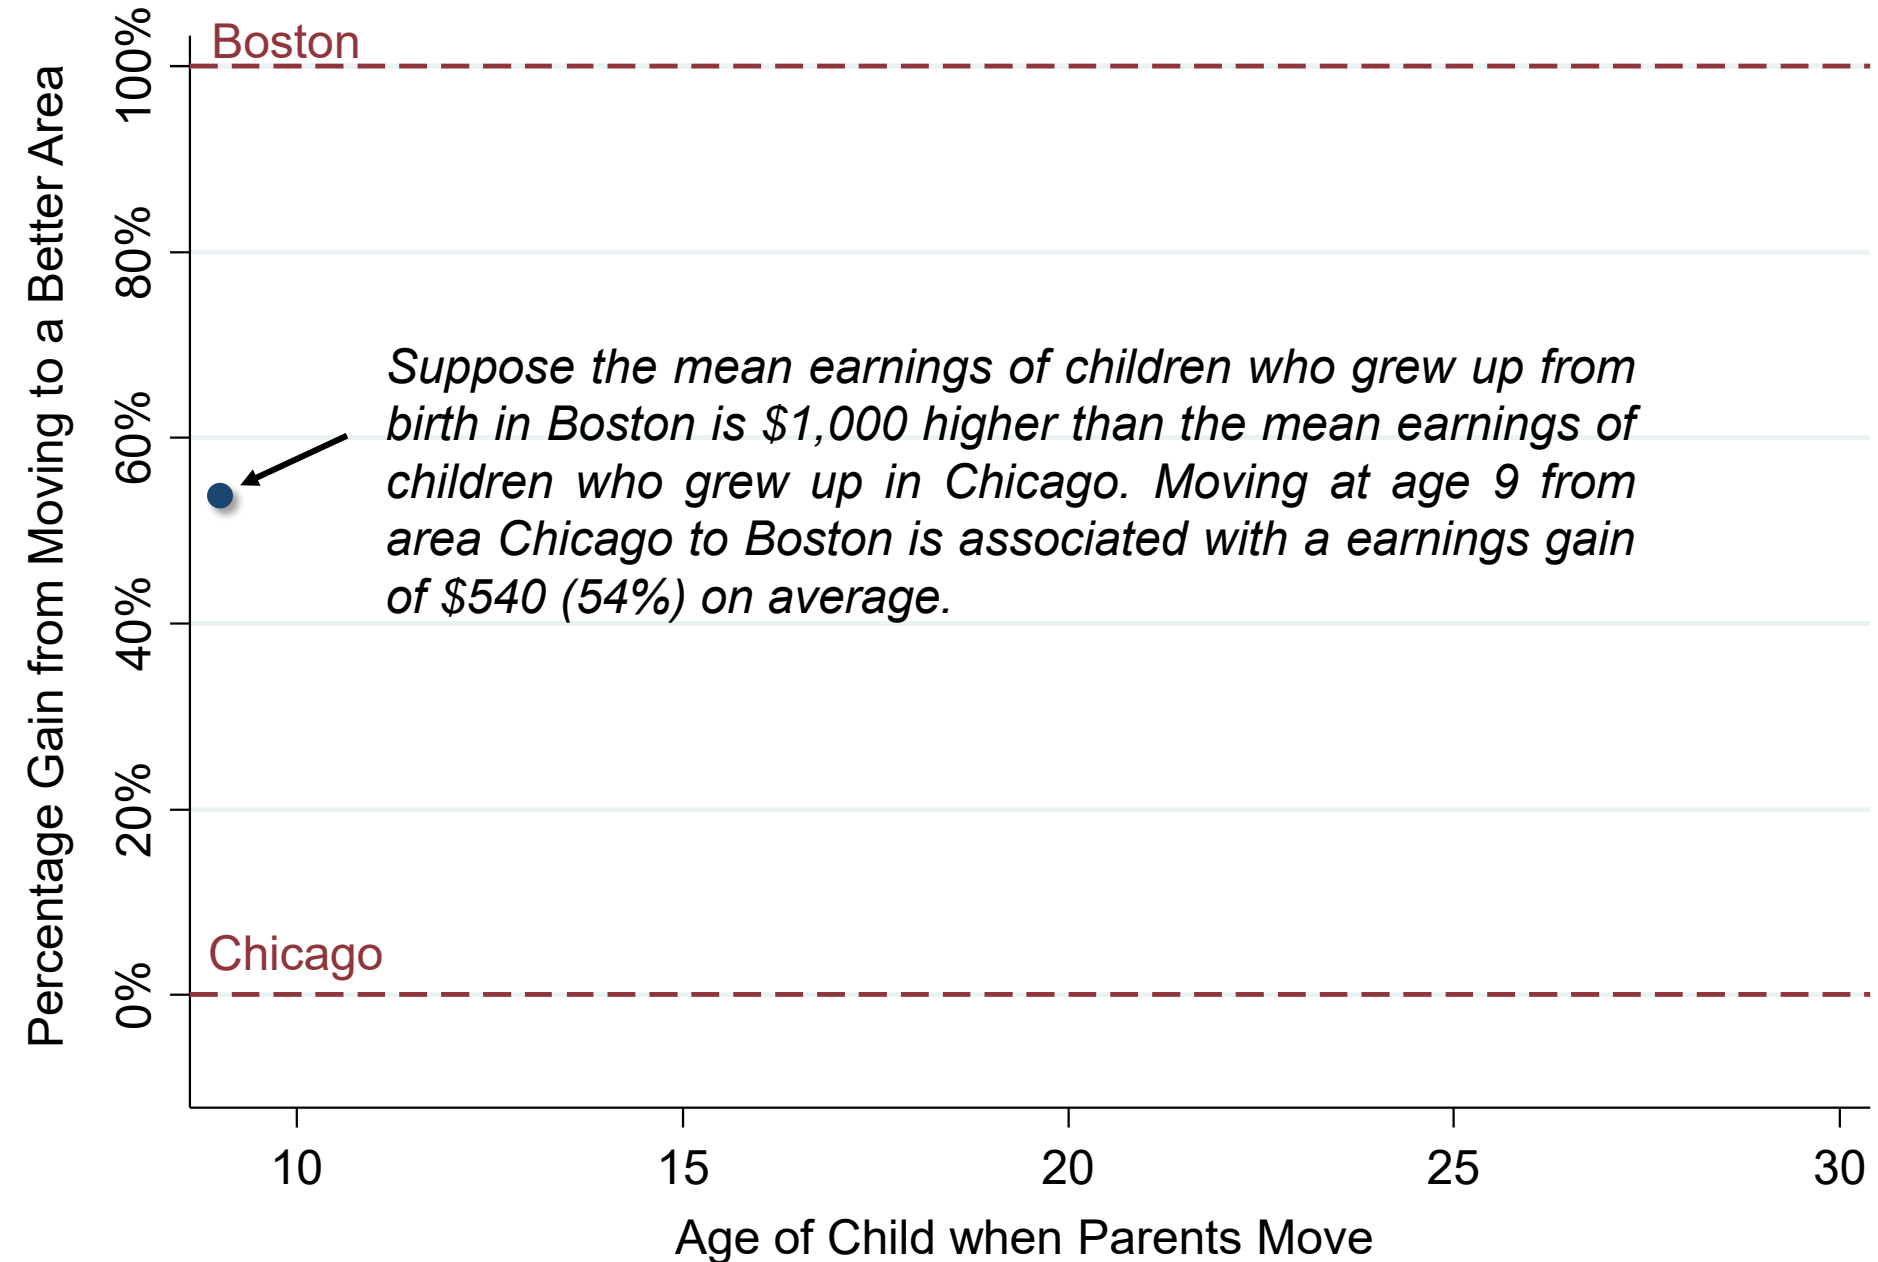 Percentage Gain from Moving to a Better Area
100%
80%
60%
40%
20%
0%
Boston
Suppose the mean earnings of children who grew up from
birth in Boston is $1,000 higher than the mean earnings of
children who grew up in Chicago. Moving at age 9 from
area Chicago to Boston is associated with a earnings gain
of $540 (54%) on average.
Chicago
10 15 20 25 30
Age of Child when Parents Move